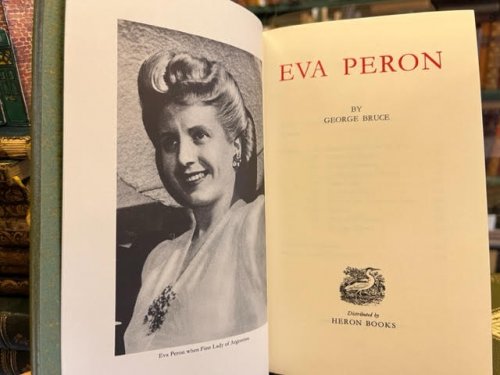 Eva Peron when First Lady of Argentina
EVA PERON
BY
GEORGE BRUCE
Distributed by
HERON BOOKS